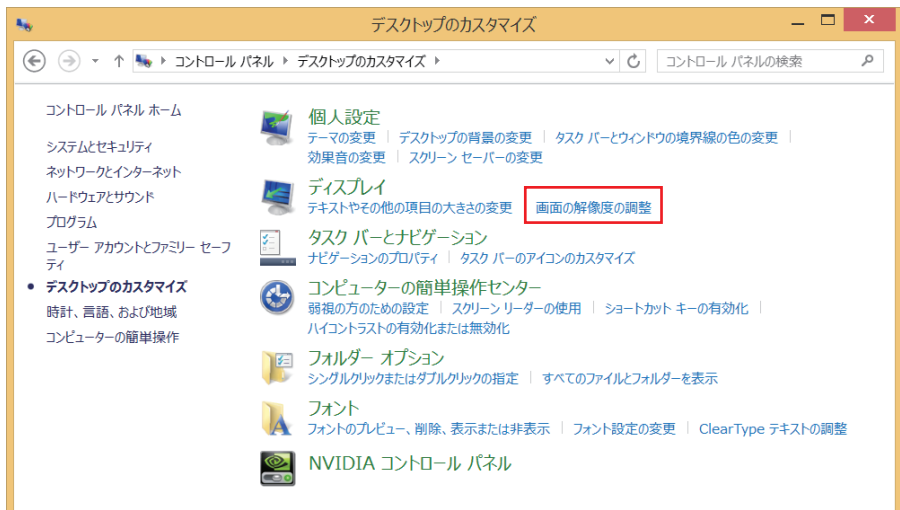 デスクトップのカスタマイズ
コントロール パネル デスクトップのカスタマイズ コントロール パネルの検索
コントロール パネル ホーム
システムとセキュリティ
ネットワークとインターネット
ハードウェアとサウンド
プログラム
ユーザー アカウントとファミリー セーフ
ティ
デスクトップのカスタマイズ
時計、言語、および地域
コンピューターの簡単操作
個人設定
テーマの変更 デスクトップの背景の変更 タスク バーとウィンドウの境界線の色の変更
効果音の変更 スクリーン セーバーの変更
ディスプレイ
テキストやその他の項目の大きさの変更 画面の解像度の調整
タスク バーとナビゲーション
ナビゲーションのプロパティ タスク バーのアイコンのカスタマイズ
コンピューターの簡単操作センター
弱視の方のための設定 スクリーン リーダーの使用 ショートカット キーの有効化
ハイコントラストの有効化または無効化
フォルダー オプション
シングルクリックまたはダブルクリックの指定 すべてのファイルとフォルダーを表示
フォント
フォントのプレビュー、削除、表示または非表示 フォント設定の変更 ClearType テキストの調整
NVIDIA コントロール パネル